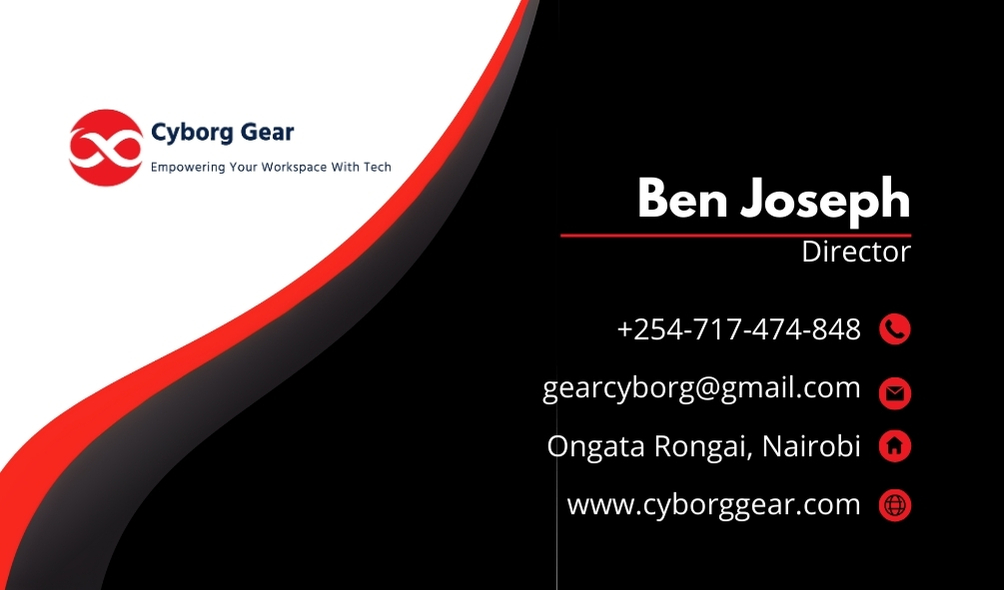 Cyborg Gear
Empowering Your Workspace With Tech
Ben Joseph
Director
+254-717-474-848
gearcyborg@gmail.com
Ongata Rongai, Nairobi
www.cyborggear.com